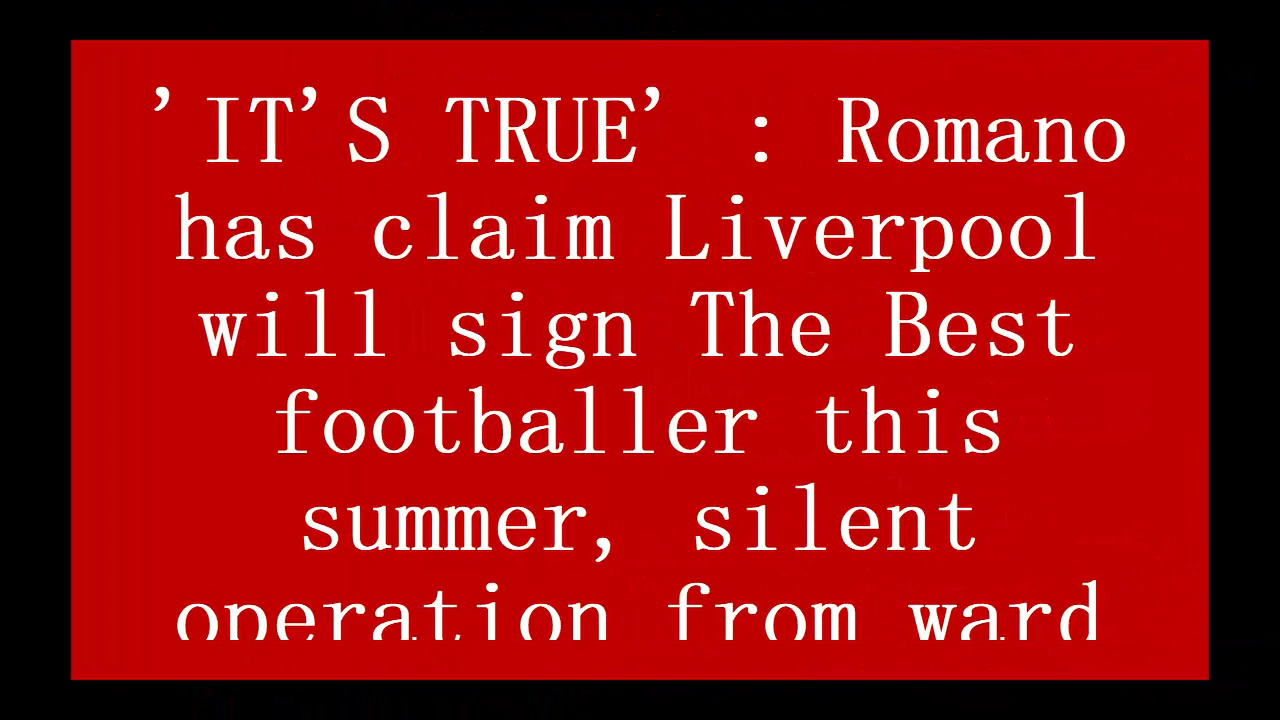 'IT'S TRUE' : Romano
has claim Liverpool
will sign The Best
footballer this
summer, silent
operation from ward